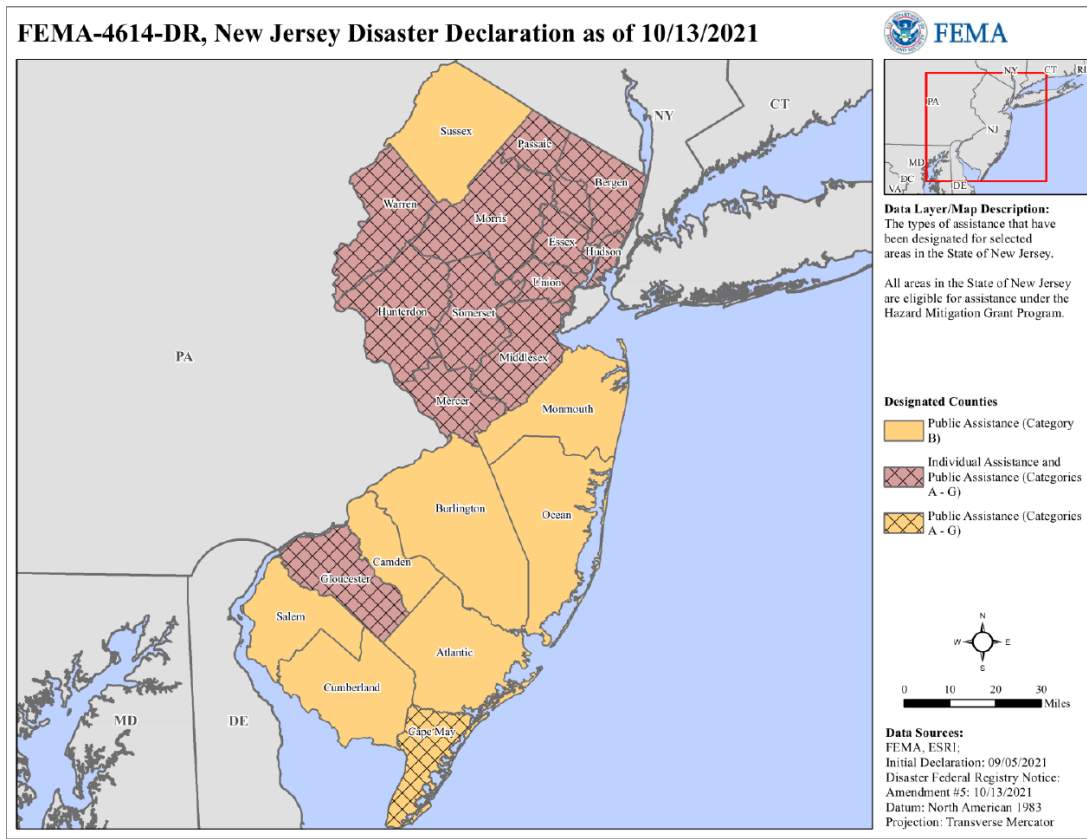 FEMA-4614-DR, New Jersey Disaster Declaration as of 10/13/2021
FEMA
NY
CT
RI
PA
NJ
MD
DC
DE
VA
Sussex
NY
CT
Passaic
Bergen
Warren
Morris
Essex
Hudson
Union
Hunterdon
Somerset
PA
Middlesex
Mercer
Monmouth
Burlington
Ocean
Camden
Gloucester
Salem
Atlantic
Cumberland
MD
DE
Cape May
Data Layer/Map Description:
The types of assistance that have
been designated for selected
areas in the State of New Jersey.
All areas in the State of New Jersey
are eligible for assistance under the
Hazard Mitigation Grant Program.
Designated Counties
Public Assistance (Category
B)
Individual Assistance and
Public Assistance (Categories
A - G)
Public Assistance (Categories
A - G)
N
W
E
S
0 10 20 30
Miles
Data Sources:
FEMA, ESRI;
Initial Declaration: 09/05/2021
Disaster Federal Registry Notice:
Amendment #5: 10/13/2021
Datum: North American 1983
Projection: Transverse Mercator